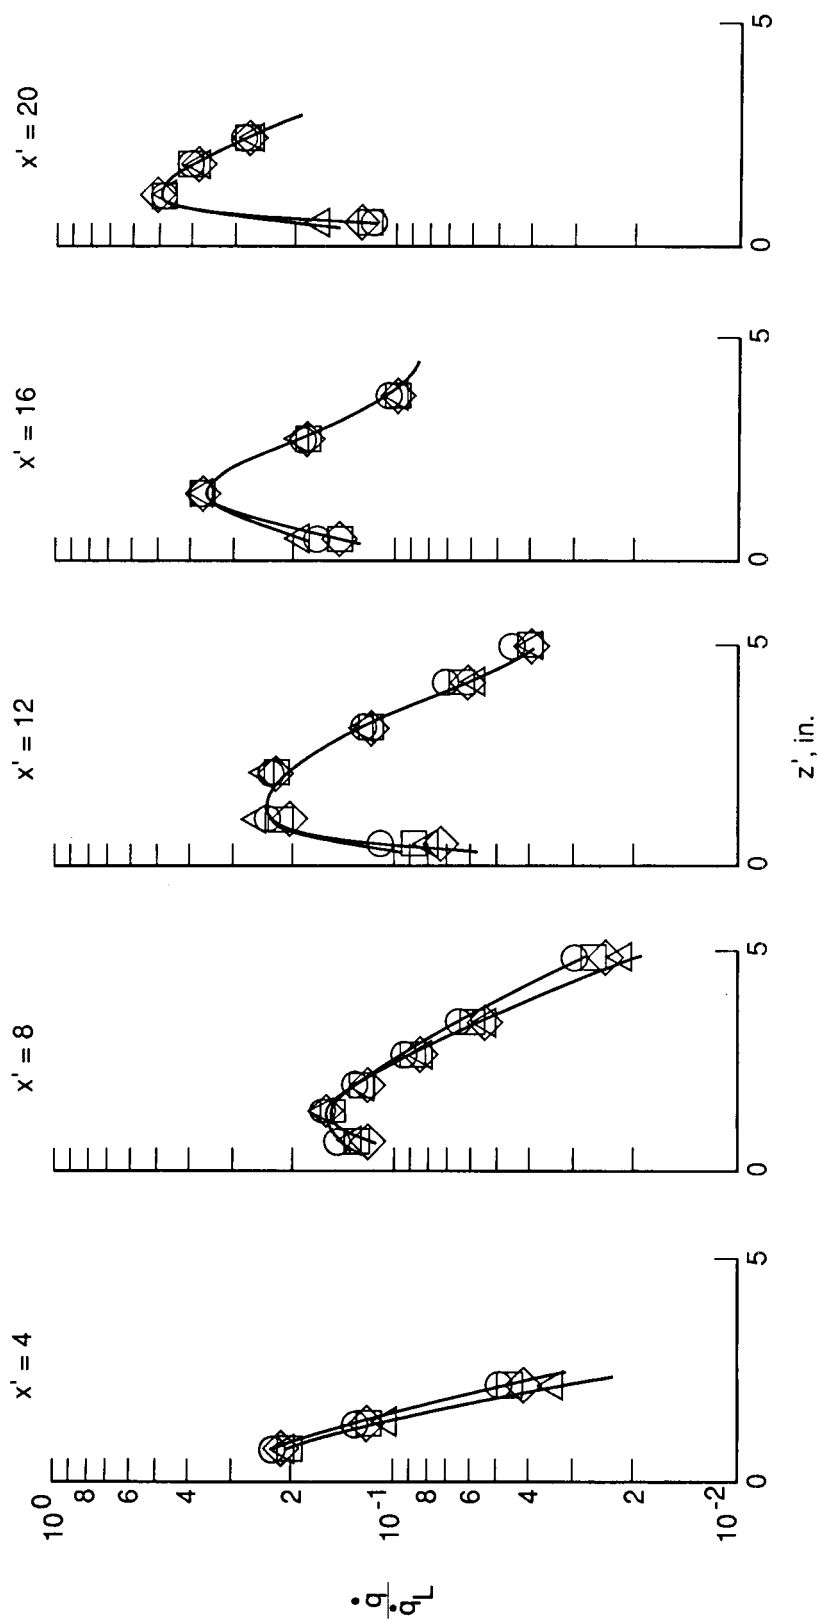 x' = 4
x' = 8
x' = 12
x' = 16
x' = 20
10⁰
8
6
4
2
10⁻¹
8
6
4
2
10⁻²
q̇
q̇L
0
5
0
5
0
5
0
5
0
5
z', in.